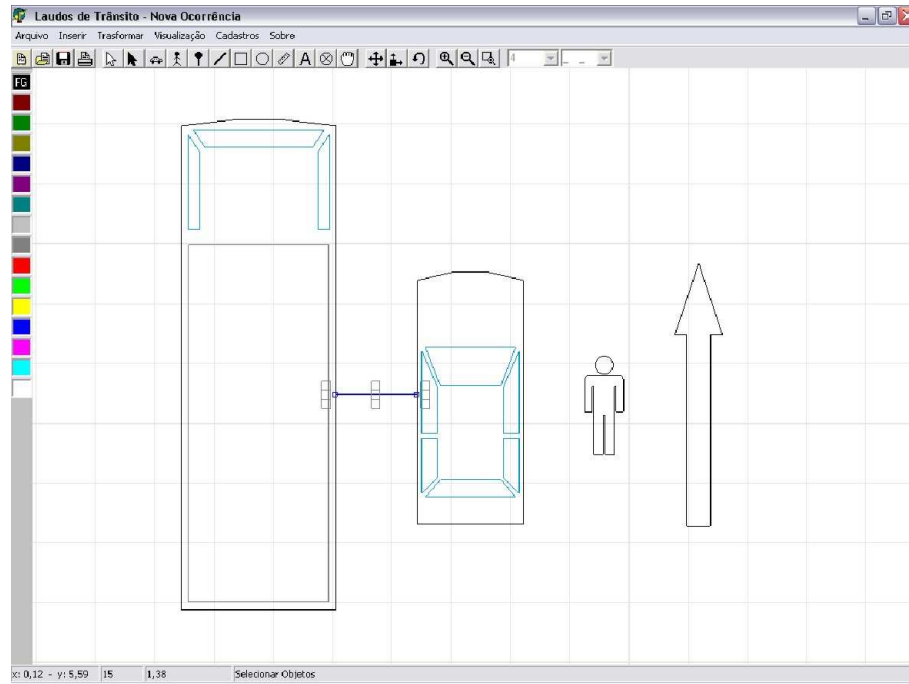 Laudos de Trânsito - Nova Ocorrência
Arquivo Inserir Trasformar Visualização Cadastros Sobre
A 4
FG
x: 0,12 - y: 5,59 15 1,38 Selecionar Objetos